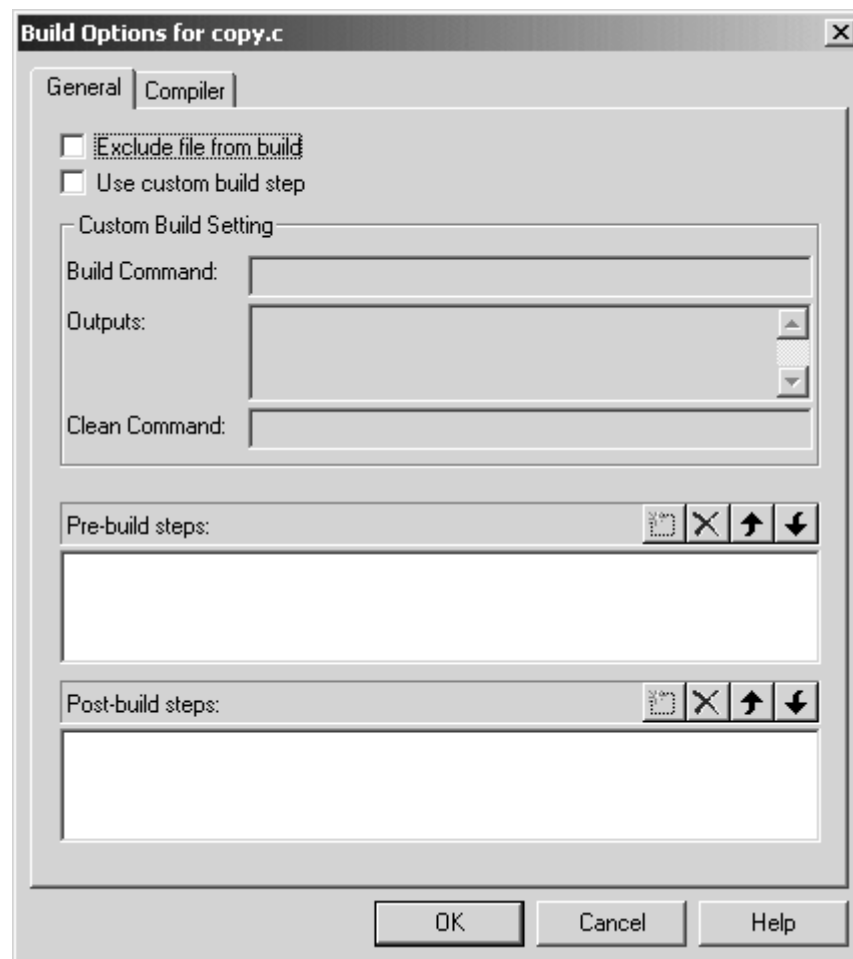 Build Options for copy.c
General
Compiler
Exclude file from build
Use custom build step
Custom Build Setting
Build Command:
Outputs:
Clean Command:
Pre-build steps:
Post-build steps:
OK
Cancel
Help